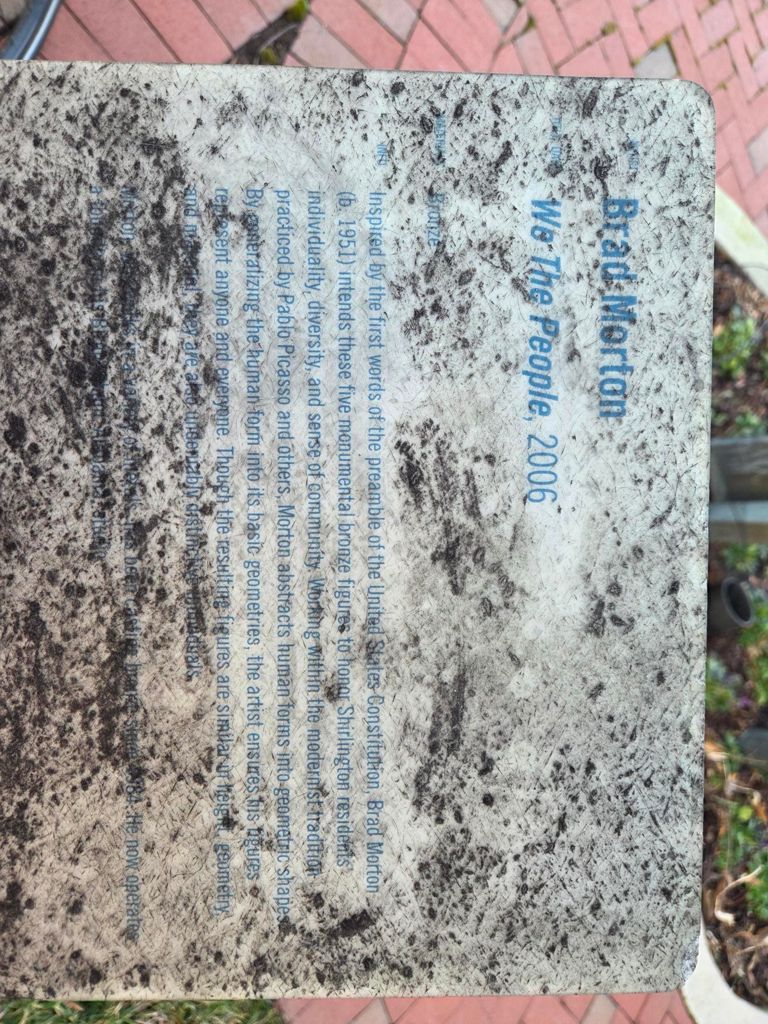 Brad Morton
We The People, 2006
Bronze
Inspired by the first words of the preamble of the United States Constitution, Brad Morton
(b. 1951) intends these five monumental bronze figures to honor Shirlington residents'
individuality, diversity, and sense of community. Working within the modernist tradition
practiced by Pablo Picasso and others, Morton abstracts human forms into geometric shapes.
By generalizing the human form into its basic geometries, the artist ensures his figures
represent anyone and everyone. Though the resulting figures are similar in height, geometry,
and material, they are also undeniably distinctive individuals.
in a variety of He now operates